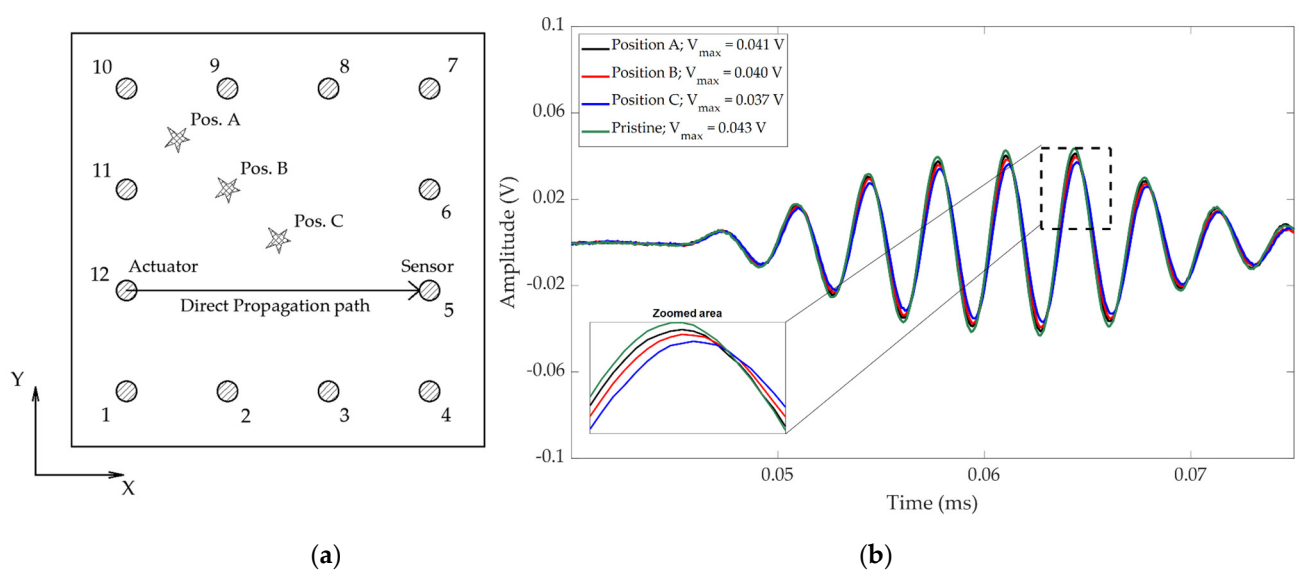 10
9
8
7
Pos. A
11
Pos. B
6
Pos. C
12
Actuator
Sensor
Direct Propagation path
5
Y
1
2
3
4
X
(a)
0.1
0.06
0.02
-0.02
-0.06
-0.1
Amplitude (V)
Position A; Vmax = 0.041 V
Position B; Vmax = 0.040 V
Position C; Vmax = 0.037 V
Pristine; Vmax = 0.043 V
Zoomed area
0.05
0.06
0.07
Time (ms)
(b)